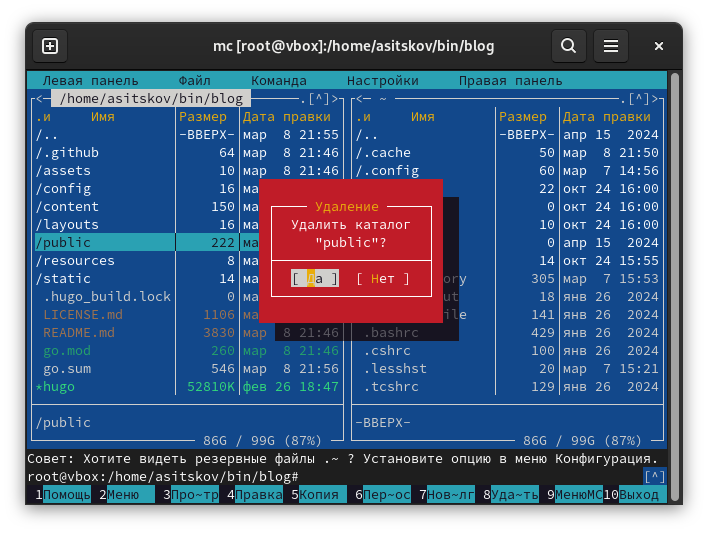 mc [root@vbox]:/home/asitskov/bin/blog
Левая панель Файл Команда Настройки Правая панель
<— /home/asitskov/bin/blog .[^]> <— ~ .[^]>
.и Имя Размер Дата правки .и Имя Размер Дата правки
/.. -ВВЕРХ- мар 8 21:55 /.. -ВВЕРХ- апр 15 2024
/.github 64 мар 8 21:46 /.cache 50 мар 8 21:50
/assets 10 мар 8 21:46 /.config 60 мар 7 14:56
/config 16 ма 22 окт 24 16:00
/content 150 ма Удаление 0 окт 24 16:00
/layouts 16 ма Удалить каталог 10 окт 24 16:00
/public 222 ма "public"? 0 апр 15 2024
/resources 8 ма 14 окт 24 15:55
/static 14 ма [ Да ] [ Нет ] ory 305 мар 7 15:53
.hugo_build.lock 0 ма ut 18 янв 26 2024
LICENSE.md 1106 ма ile 141 янв 26 2024
README.md 3830 мар 8 21:46 .bashrc 429 янв 26 2024
go.mod 260 мар 8 21:46 .cshrc 100 янв 26 2024
go.sum 546 мар 8 21:56 .lesshst 20 мар 7 15:21
*hugo 52810K фев 26 18:47 .tcshrc 129 янв 26 2024
/public -ВВЕРХ-
86G / 99G (87%) 86G / 99G (87%)
Совет: Хотите видеть резервные файлы .~ ? Установите опцию в меню Конфигурация.
root@vbox:/home/asitskov/bin/blog# [^]
1Помощь 2Меню 3Про~тр 4Правка 5Копия 6Пер~ос 7Нов~лг 8Уда~ть 9МенюMC 10Выход